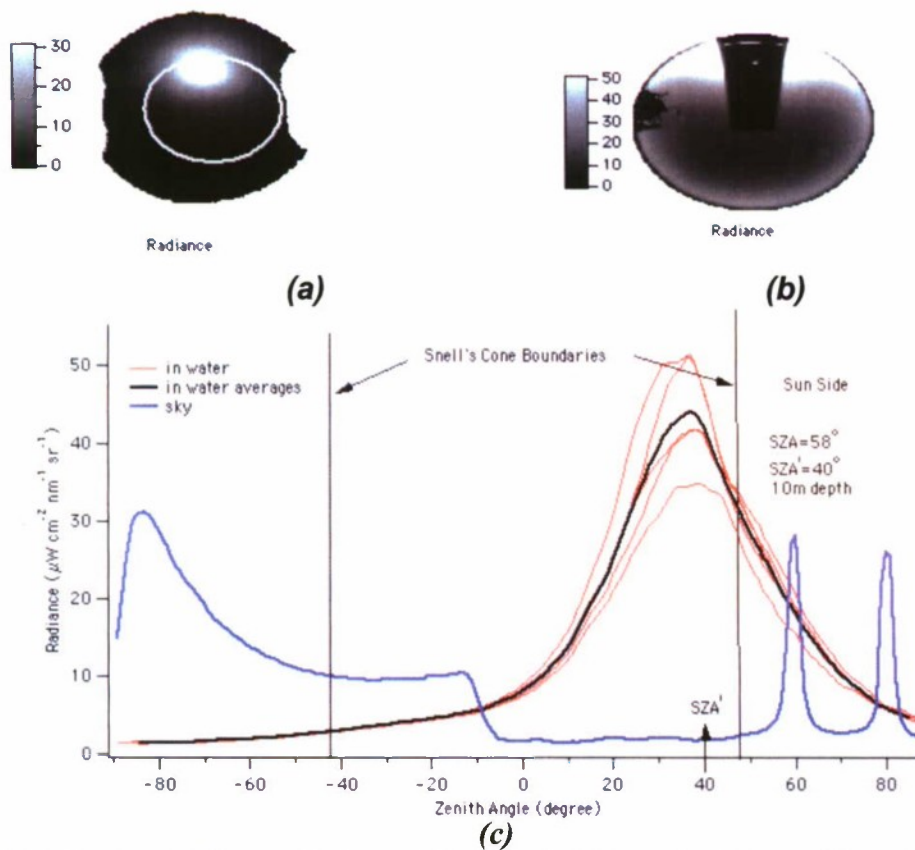 30
20
10
0
Radiance
(a)
50
40
30
20
10
0
Radiance
(b)
in water
in water averages
sky
Snell's Cone Boundaries
Sun Side
SZA=58°
SZA'=40°
10m depth
SZA'
Radiance (µW cm⁻² nm⁻¹ sr⁻¹)
50
40
30
20
10
0
-80 -60 -40 -20 0 20 40 60 80
Zenith Angle (degree)
(c)